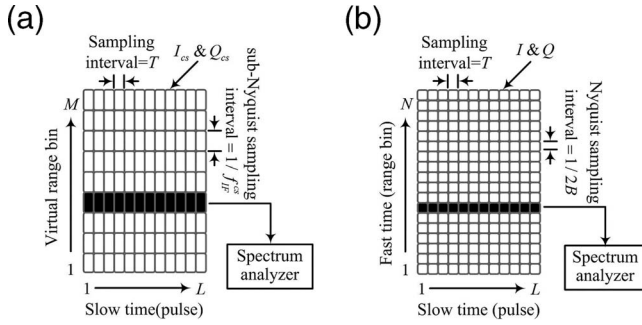 (a)
Sampling
interval=T
I_cs & Q_cs
sub-Nyquist sampling
interval = 1/f_IF^cs
M
Virtual range bin
1
Spectrum
analyzer
1
L
Slow time(pulse)
(b)
Sampling
interval=T
I & Q
Nyquist sampling
interval = 1/2B
N
Fast time (range bin)
1
Spectrum
analyzer
1
L
Slow time (pulse)